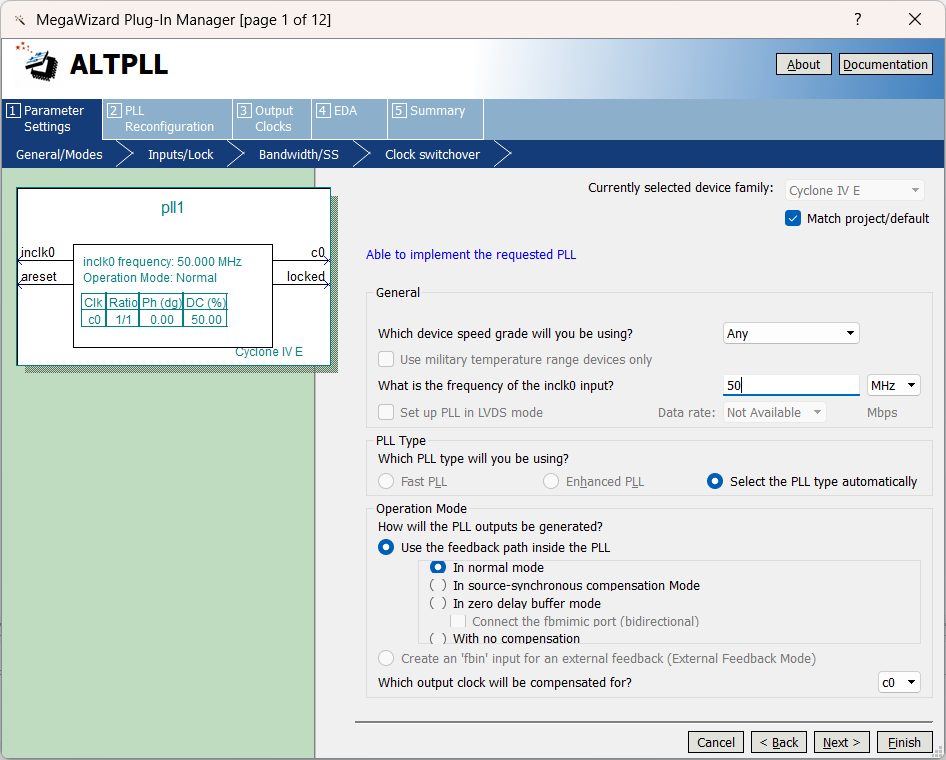 MegaWizard Plug-In Manager [page 1 of 12]
?
ALTPLL
About
Documentation
1 Parameter Settings
2 PLL Reconfiguration
3 Output Clocks
4 EDA
5 Summary
General/Modes
Inputs/Lock
Bandwidth/SS
Clock switchover
pll1
inclk0
areset
inclk0 frequency: 50.000 MHz
Operation Mode: Normal
Clk Ratio Ph (dg) DC (%)
c0 1/1 0.00 50.00
c0
locked
Cyclone IV E
Currently selected device family: Cyclone IV E
Match project/default
Able to implement the requested PLL
General
Which device speed grade will you be using? Any
Use military temperature range devices only
What is the frequency of the inclk0 input? 50 MHz
Set up PLL in LVDS mode Data rate: Not Available Mbps
PLL Type
Which PLL type will you be using?
Fast PLL
Enhanced PLL
Select the PLL type automatically
Operation Mode
How will the PLL outputs be generated?
Use the feedback path inside the PLL
In normal mode
In source-synchronous compensation Mode
In zero delay buffer mode
Connect the fbmimic port (bidirectional)
With no compensation
Create an 'fbin' input for an external feedback (External Feedback Mode)
Which output clock will be compensated for? c0
Cancel
< Back
Next >
Finish